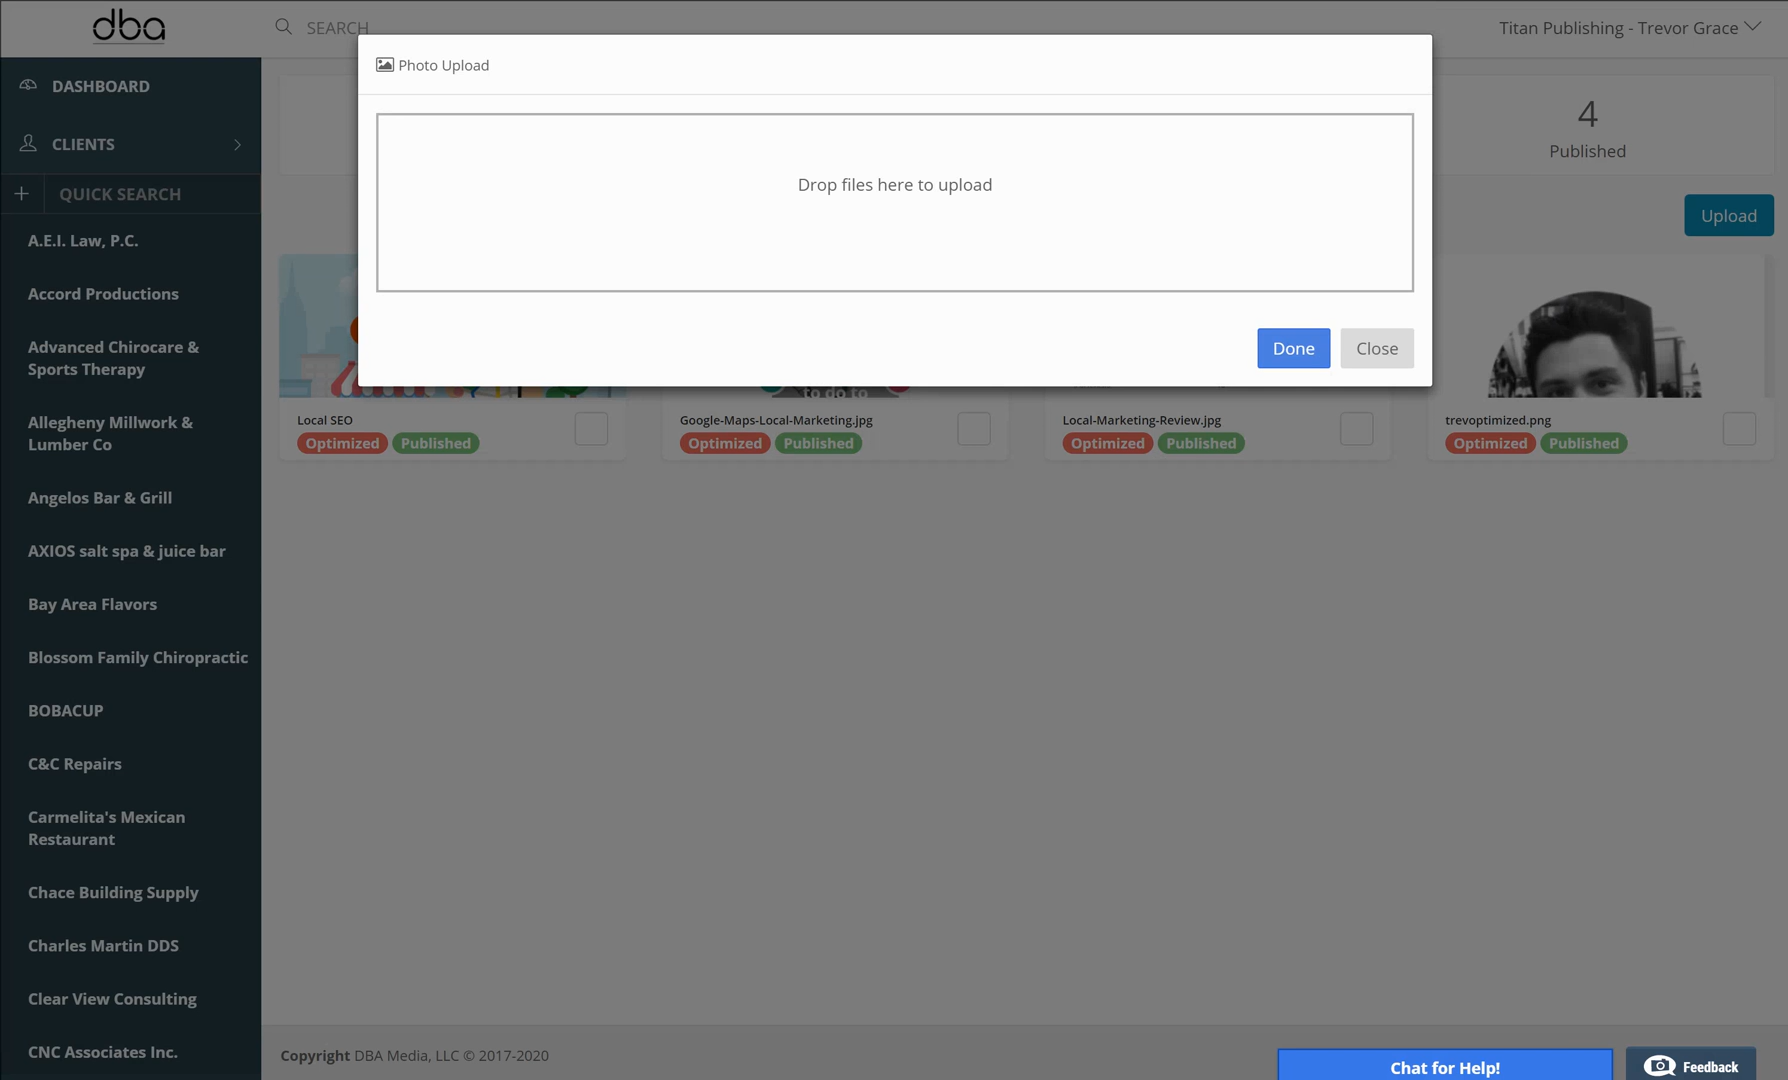 dba
SEARCH
Titan Publishing - Trevor Grace
Photo Upload
DASHBOARD
4
Published
CLIENTS
Drop files here to upload
QUICK SEARCH
Upload
A.E.I. Law, P.C.
Accord Productions
Advanced Chirocare &
Sports Therapy
Done
Close
to do to
Allegheny Millwork &
Lumber Co
Local SEO
Optimized Published
Google-Maps-Local-Marketing.jpg
Optimized Published
Local-Marketing-Review.jpg
Optimized Published
trevoptimized.png
Optimized Published
Angelos Bar & Grill
AXIOS salt spa & juice bar
Bay Area Flavors
Blossom Family Chiropractic
BOBACUP
C&C Repairs
Carmelita's Mexican
Restaurant
Chace Building Supply
Charles Martin DDS
Clear View Consulting
CNC Associates Inc.
Copyright DBA Media, LLC © 2017-2020
Chat for Help!
Feedback